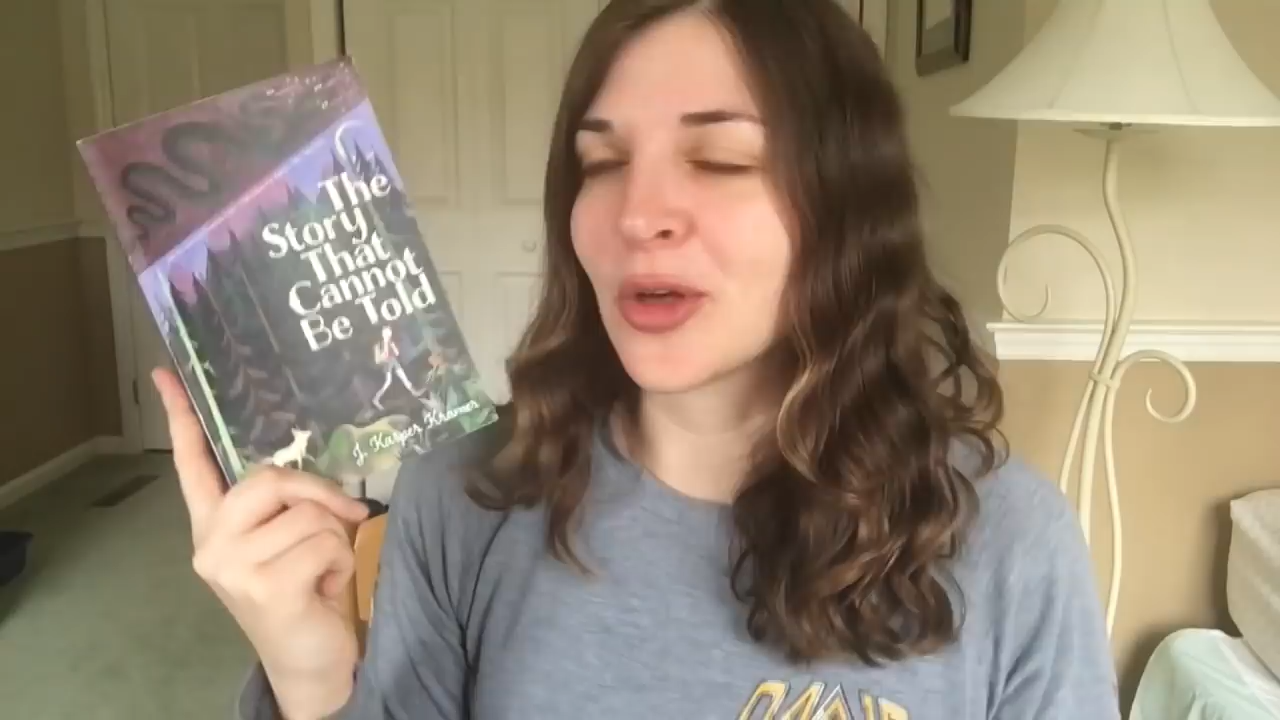 The
Story
That
Cannot
Be Told
J. Kasper Kramer